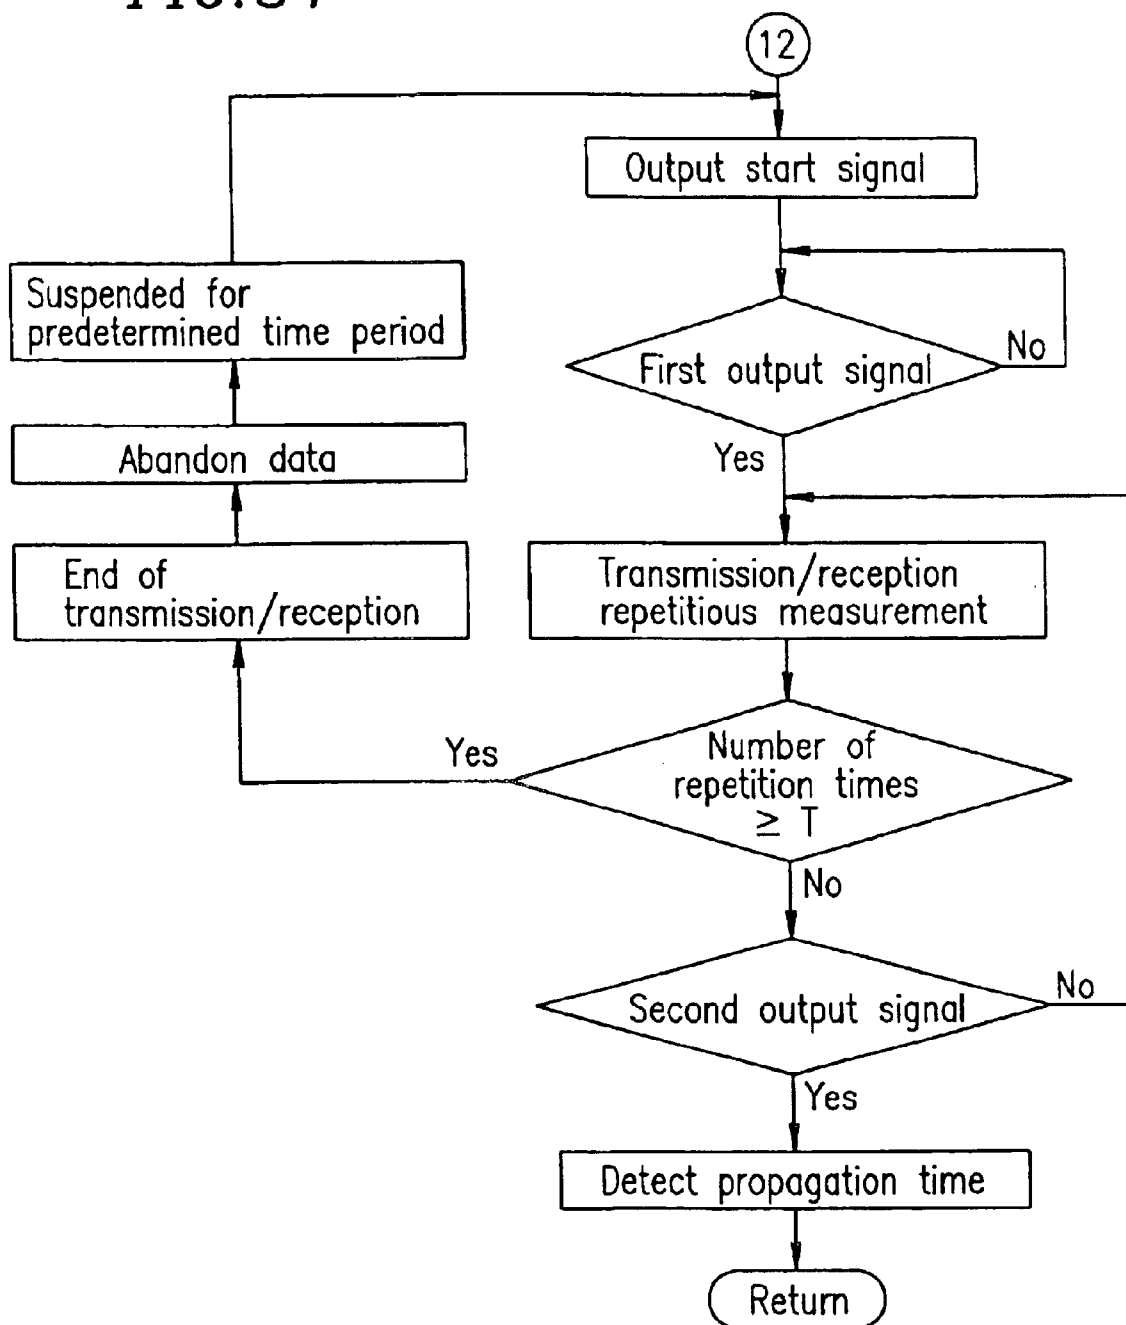 12
Output start signal
Suspended for
predetermined time period
First output signal
No
Yes
Abandon data
End of
transmission/reception
Transmission/reception
repetitious measurement
Yes
Number of
repetition times
≥ T
No
Second output signal
No
Yes
Detect propagation time
Return